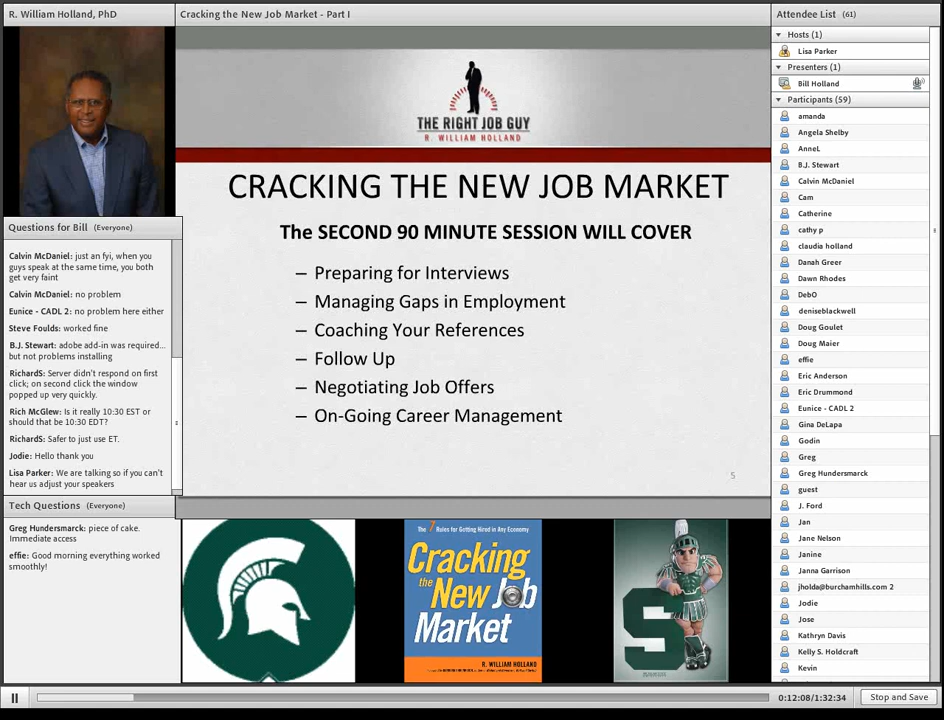 R. William Holland, PhD
Cracking the New Job Market - Part I
Attendee List (61)
THE RIGHT JOB GUY
R. WILLIAM HOLLAND
CRACKING THE NEW JOB MARKET
The SECOND 90 MINUTE SESSION WILL COVER
– Preparing for Interviews
– Managing Gaps in Employment
– Coaching Your References
– Follow Up
– Negotiating Job Offers
– On-Going Career Management
5
Questions for Bill (Everyone)
Calvin McDaniel: just an fyi, when you
guys speak at the same time, you both
get very faint
Calvin McDaniel: no problem
Eunice - CADL 2: no problem here either
Steve Foulds: worked fine
B.J. Stewart: adobe add-in was required...
but not problems installing
RichardS: Server didn't respond on first
click; on second click the window
popped up very quickly.
Rich McGlew: Is it really 10:30 EST or
should that be 10:30 EDT?
RichardS: Safer to just use ET.
Jodie: Hello thank you
Lisa Parker: We are talking so if you can't
hear us adjust your speakers
Tech Questions (Everyone)
Greg Hundersmarck: piece of cake.
Immediate access
effie: Good morning everything worked
smoothly!
The 7 Rules for Getting Hired in Any Economy
Cracking
the New Job
Market
R. WILLIAM HOLLAND
S
Hosts (1)
Lisa Parker
Presenters (1)
Bill Holland
Participants (59)
amanda
Angela Shelby
AnneL
B.J. Stewart
Calvin McDaniel
Cam
Catherine
cathy p
claudia holland
Danah Greer
Dawn Rhodes
DebO
deniseblackwell
Doug Goulet
Doug Maier
effie
Eric Anderson
Eric Drummond
Eunice - CADL 2
Gina DeLapa
Godin
Greg
Greg Hundersmarck
guest
J. Ford
Jan
Jane Nelson
Janine
Janna Garrison
jholda@burchamhills.com 2
Jodie
Jose
Kathryn Davis
Kelly S. Holdcraft
Kevin
0:12:08/1:32:34
Stop and Save